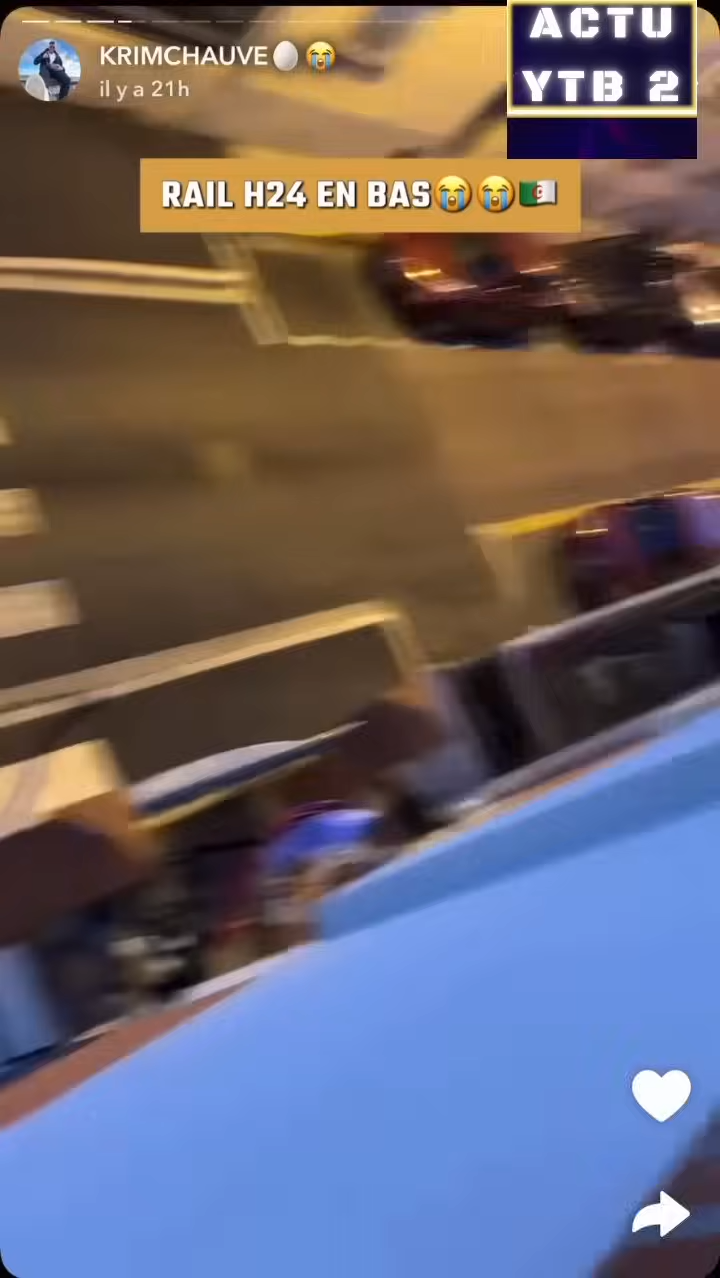 KRIMCHAUVE🥚😭
il y a 21h
ACTU
YTB 2
RAIL H24 EN BAS😭😭🇩🇿